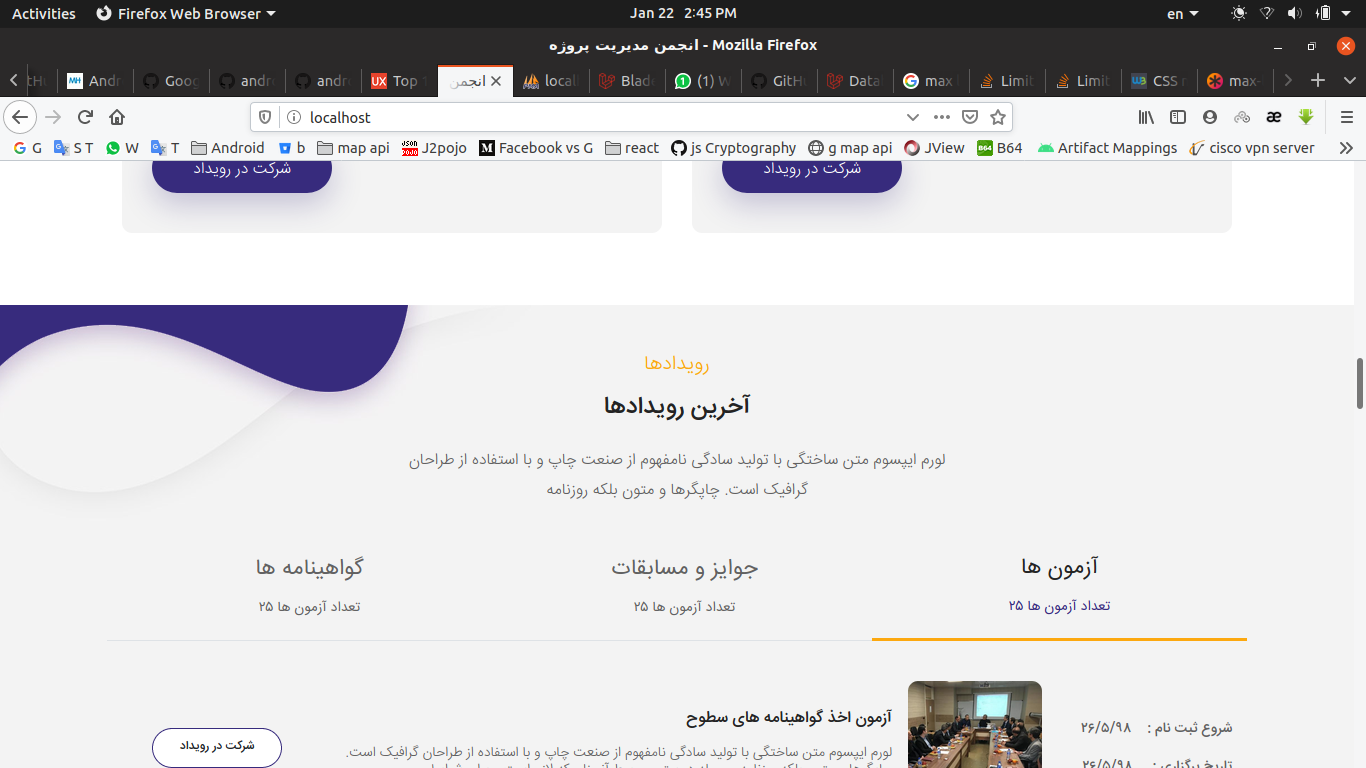 Activities Firefox Web Browser Jan 22 2:45 PM en
انجمن مدیریت پروژه - Mozilla Firefox
Andr Goog andro andro Top انجمن locall Blade (1) W GitHu Datal max Limit Limit CSS max-
localhost
G S T W T Android b map api J2pojo Facebook vs G react js Cryptography g map api JView B64 Artifact Mappings cisco vpn server
شرکت در رویداد شرکت در رویداد
رویدادها
آخرین رویدادها
لورم ایپسوم متن ساختگی با تولید سادگی نامفهوم از صنعت چاپ و با استفاده از طراحان
گرافیک است. چاپگرها و متون بلکه روزنامه
آزمون ها جوایز و مسابقات گواهینامه ها
تعداد آزمون ها ۲۵ تعداد آزمون ها ۲۵ تعداد آزمون ها ۲۵
شروع ثبت نام : ۲۶/۵/۹۸
تاریخ برگزاری : ۲۶/۵/۹۸
آزمون اخذ گواهینامه های سطوح
لورم ایپسوم متن ساختگی با تولید سادگی نامفهوم از صنعت چاپ و با استفاده از طراحان گرافیک است.
شرکت در رویداد